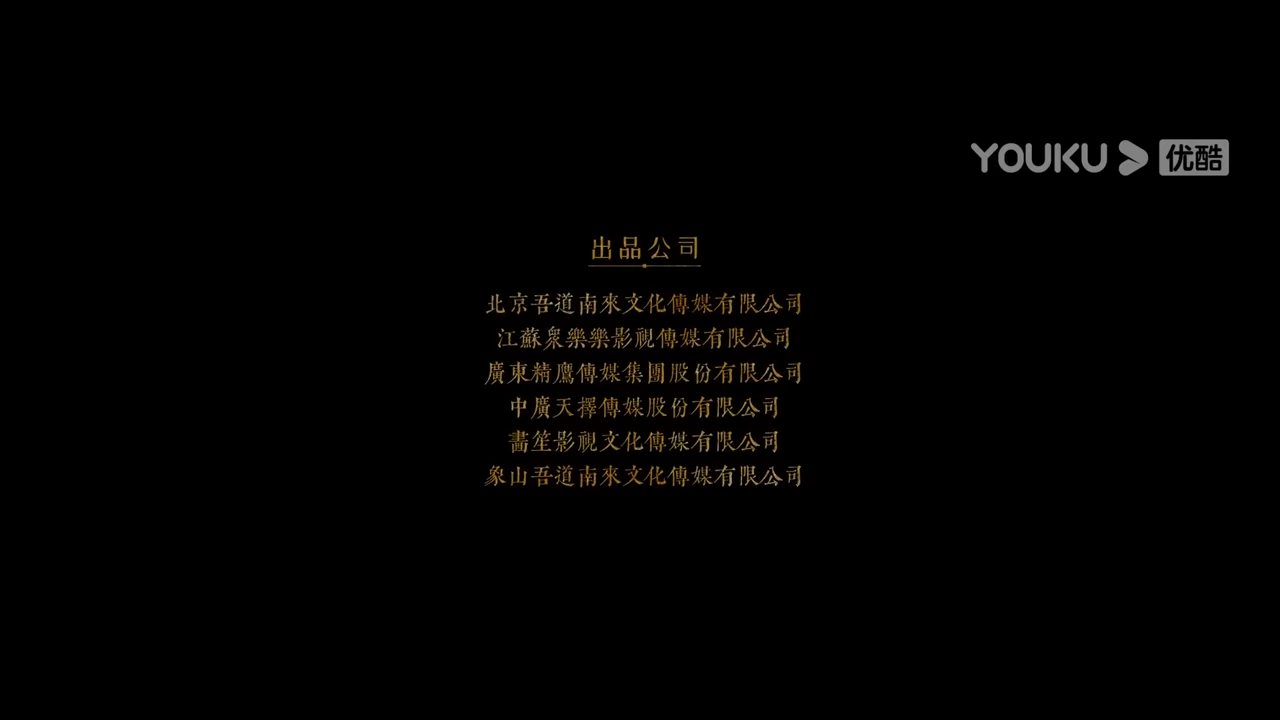 YOUKU 优酷
出品公司
北京吾道南來文化傳媒有限公司
江蘇眾樂樂影視傳媒有限公司
廣東精鷹傳媒集團股份有限公司
中廣天擇傳媒股份有限公司
畫笙影視文化傳媒有限公司
象山吾道南來文化傳媒有限公司